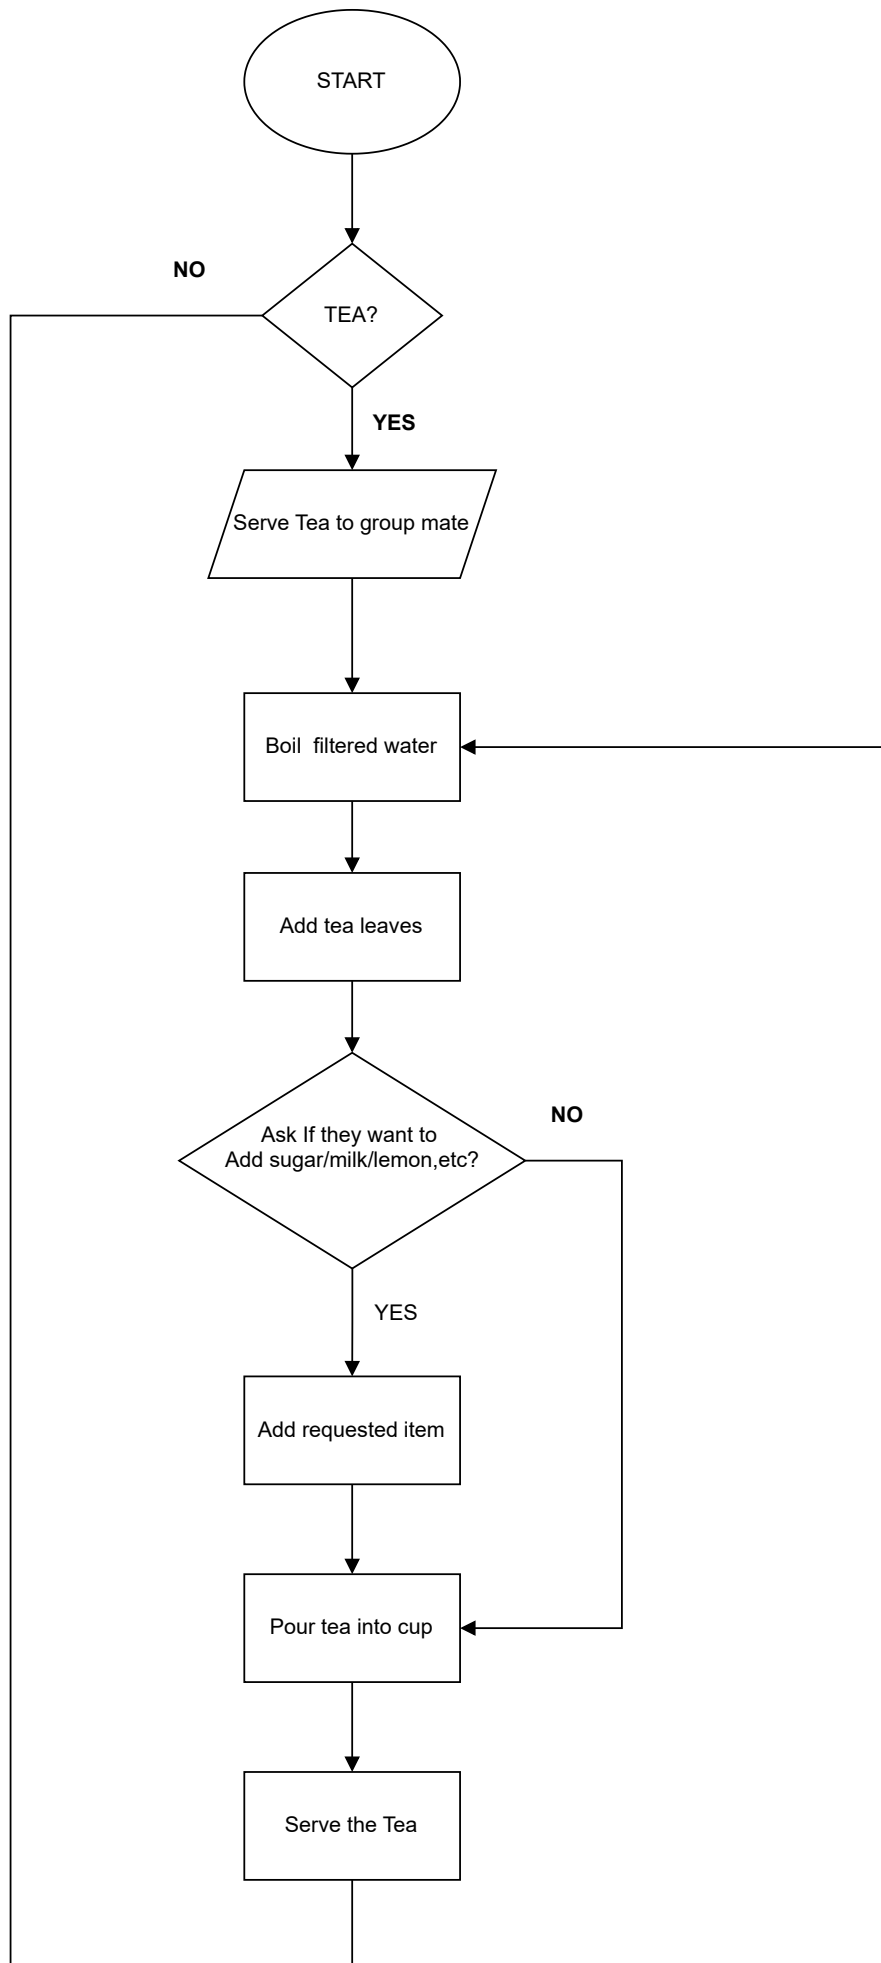 START
NO
TEA?
YES
Serve Tea to group mate
Boil  filtered water
Add tea leaves
NO
Ask If they want to
Add sugar/milk/lemon,etc?
YES
Add requested item
Pour tea into cup
Serve the Tea